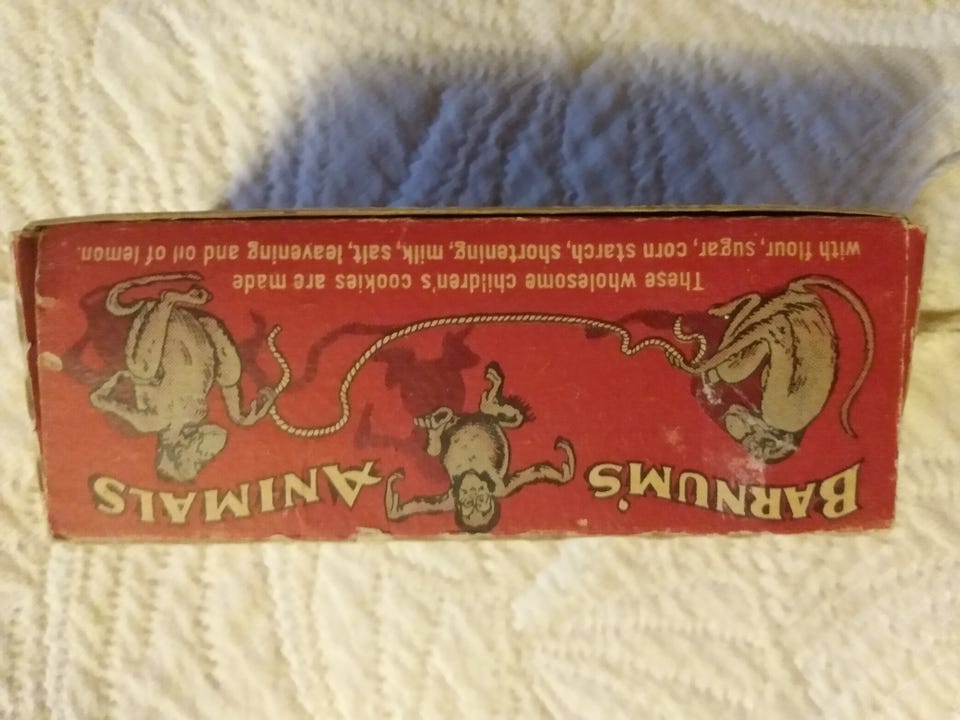 BARNUM'S ANIMALS
These wholesome children's cookies are made
with flour, sugar, corn starch, shortening, milk, salt, leavening and oil of lemon.